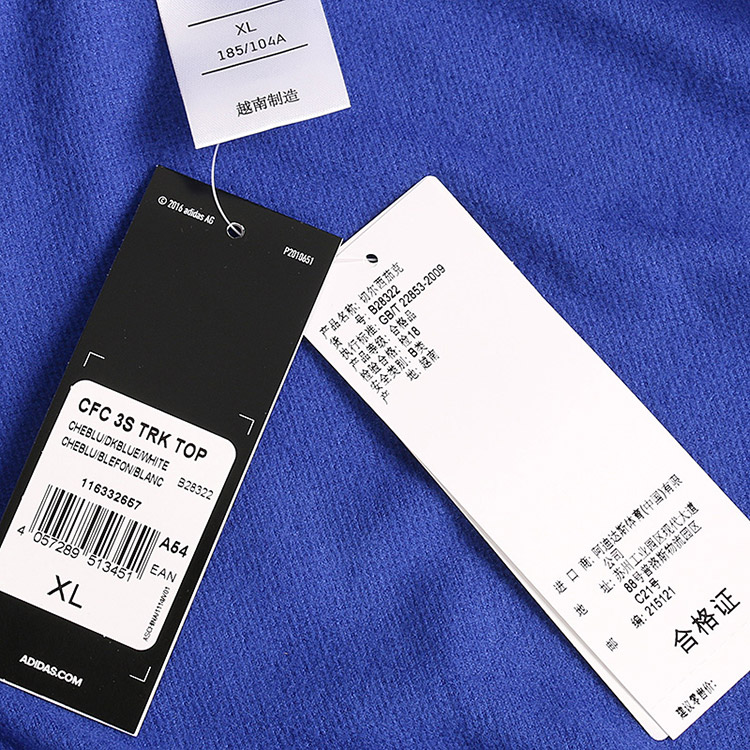 XL
185/104A
越南制造
© 2016 adidas AG
P2010651
CFC 3S TRK TOP
CHEBLU/DKBLUE/WHITE
CHEBLU/BLEFON/BLANC B28322
116332657
A54
4 057289 513451 EAN
XL
ADIDAS.COM
产品名称: 切尔西茄克
货 号: B28322
执行标准: GB/T 22853-2009
产品等级: 合格品
检验合格: 检18
安全类别: B类
产 地: 越南
进 口 商: 阿迪达斯体育(中国)有限
公司
地 址: 苏州工业园区现代大道
88号普洛斯物流园区
C21号
邮 编: 215121
合格证
建议零售价: